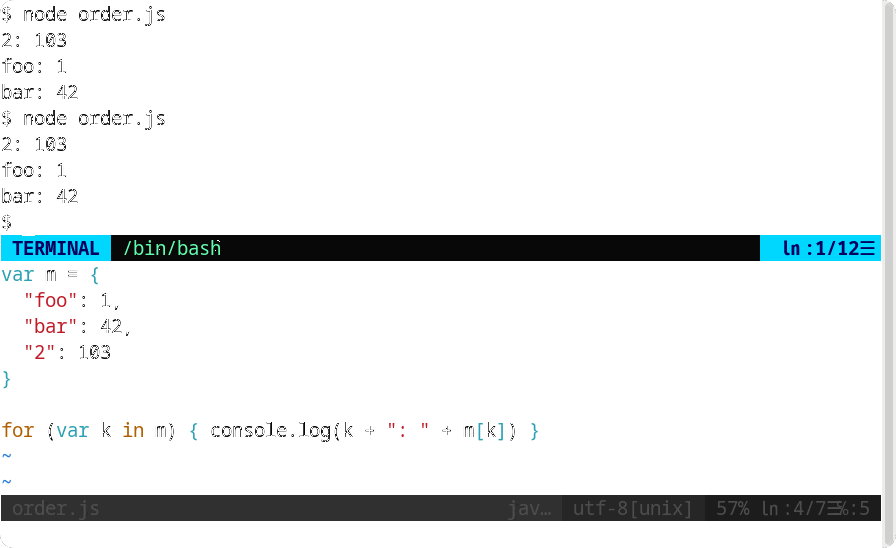 $ node order.js
2: 103
foo: 1
bar: 42
$ node order.js
2: 103
foo: 1
bar: 42
$
TERMINAL /bin/bash ln :1/12☰
var m = {
  "foo": 1,
  "bar": 42,
  "2": 103
}
for (var k in m) { console.log(k + ": " + m[k]) }
~
~
order.js jav… utf-8[unix] 57% ln :4/7☰%:5